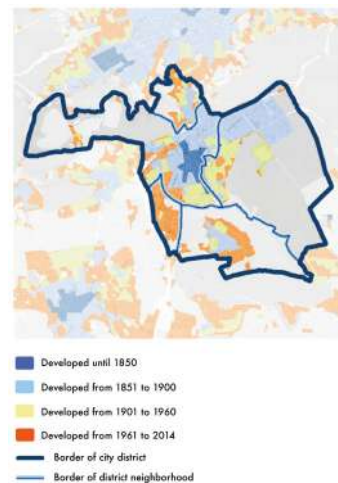 Developed until 1850
Developed from 1851 to 1900
Developed from 1901 to 1960
Developed from 1961 to 2014
Border of city district
Border of district neighborhood